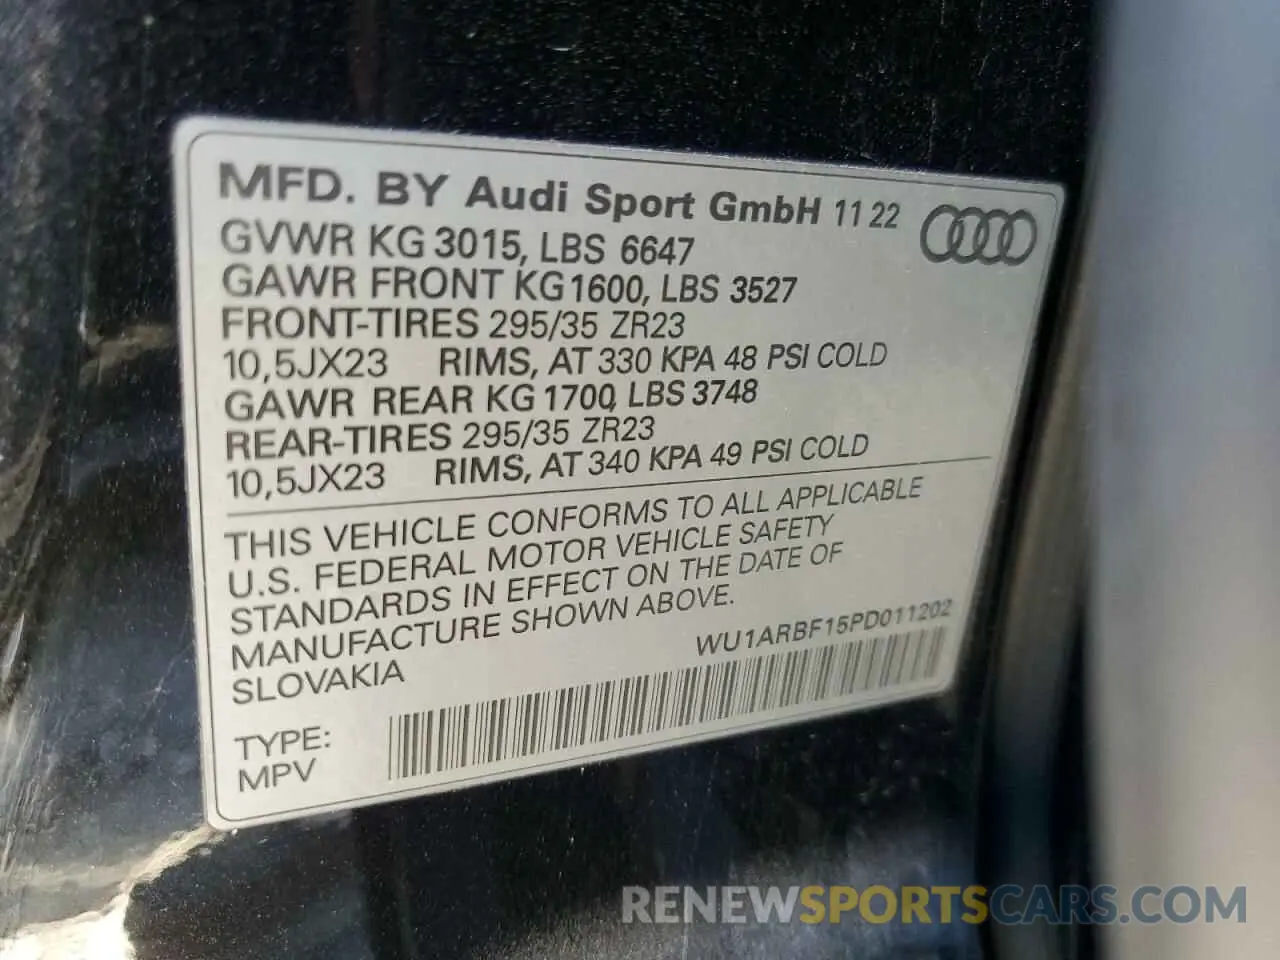 MFD. BY Audi Sport GmbH 11 22
GVWR KG 3015, LBS 6647
GAWR FRONT KG 1600, LBS 3527
FRONT-TIRES 295/35 ZR23
10,5JX23 RIMS, AT 330 KPA 48 PSI COLD
GAWR REAR KG 1700, LBS 3748
REAR-TIRES 295/35 ZR23
10,5JX23 RIMS, AT 340 KPA 49 PSI COLD
THIS VEHICLE CONFORMS TO ALL APPLICABLE
U.S. FEDERAL MOTOR VEHICLE SAFETY
STANDARDS IN EFFECT ON THE DATE OF
MANUFACTURE SHOWN ABOVE.
SLOVAKIA
WU1ARBF15PD011202
TYPE:
MPV
RENEWSPORTSCARS.COM